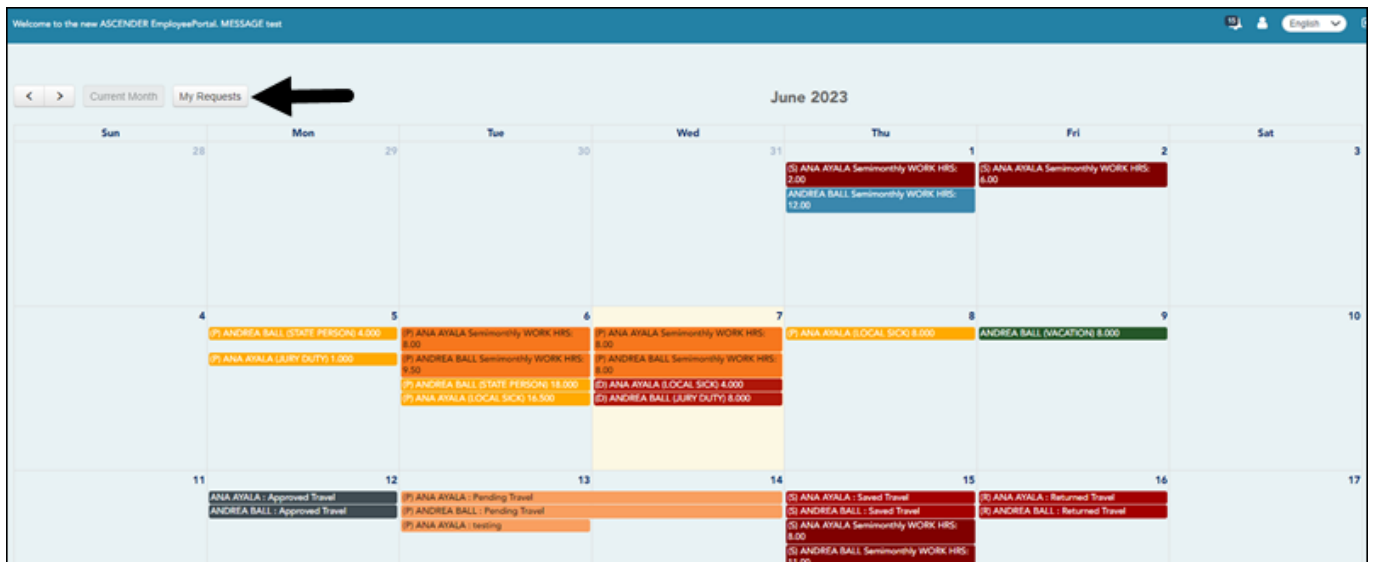 Welcome to the new ASCENDER EmployeePortal. MESSAGE test
15
English
< > Current Month My Requests
June 2023
Sun Mon Tue Wed Thu Fri Sat
28 29 30 31 1 2 3
(S) ANA AYALA Semimonthly WORK HRS:
2.00
(S) ANA AYALA Semimonthly WORK HRS:
6.00
ANDREA BALL Semimonthly WORK HRS:
12.00
4 5 6 7 8 9 10
(P) ANDREA BALL (STATE PERSON) 4.000
(P) ANA AYALA (JURY DUTY) 1.000
(P) ANA AYALA Semimonthly WORK HRS:
8.00
(P) ANDREA BALL Semimonthly WORK HRS:
9.50
(P) ANDREA BALL (STATE PERSON) 18.000
(P) ANA AYALA (LOCAL SICK) 16.500
(P) ANA AYALA Semimonthly WORK HRS:
8.00
(P) ANDREA BALL Semimonthly WORK HRS:
8.00
(D) ANA AYALA (LOCAL SICK) 4.000
(D) ANDREA BALL (JURY DUTY) 8.000
(P) ANA AYALA (LOCAL SICK) 8.000
ANDREA BALL (VACATION) 8.000
11 12 13 14 15 16 17
ANA AYALA : Approved Travel
ANDREA BALL : Approved Travel
(P) ANA AYALA : Pending Travel
(P) ANDREA BALL : Pending Travel
(P) ANA AYALA : testing
(S) ANA AYALA : Saved Travel
(S) ANDREA BALL : Saved Travel
(S) ANA AYALA Semimonthly WORK HRS:
8.00
(S) ANDREA BALL Semimonthly WORK HRS:
11.00
(R) ANA AYALA : Returned Travel
(R) ANDREA BALL : Returned Travel